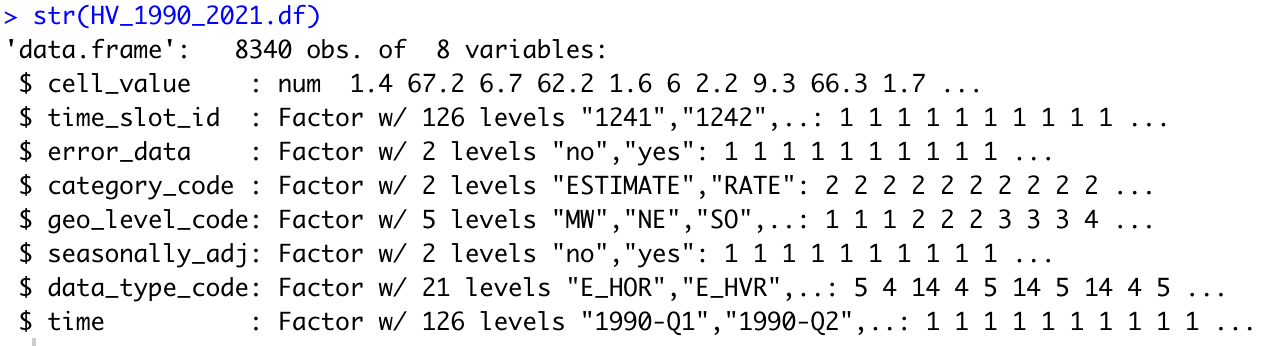 > str(HV_1990_2021.df)
'data.frame':   8340 obs. of  8 variables:
 $ cell_value    : num  1.4 67.2 6.7 62.2 1.6 6 2.2 9.3 66.3 1.7 ...
 $ time_slot_id  : Factor w/ 126 levels "1241","1242",..: 1 1 1 1 1 1 1 1 1 1 ...
 $ error_data    : Factor w/ 2 levels "no","yes": 1 1 1 1 1 1 1 1 1 1 ...
 $ category_code : Factor w/ 2 levels "ESTIMATE","RATE": 2 2 2 2 2 2 2 2 2 2 ...
 $ geo_level_code: Factor w/ 5 levels "MW","NE","SO",..: 1 1 1 2 2 2 3 3 3 4 ...
 $ seasonally_adj: Factor w/ 2 levels "no","yes": 1 1 1 1 1 1 1 1 1 1 ...
 $ data_type_code: Factor w/ 21 levels "E_HOR","E_HVR",..: 5 4 14 4 5 14 5 14 4 5 ...
 $ time          : Factor w/ 126 levels "1990-Q1","1990-Q2",..: 1 1 1 1 1 1 1 1 1 1 ...